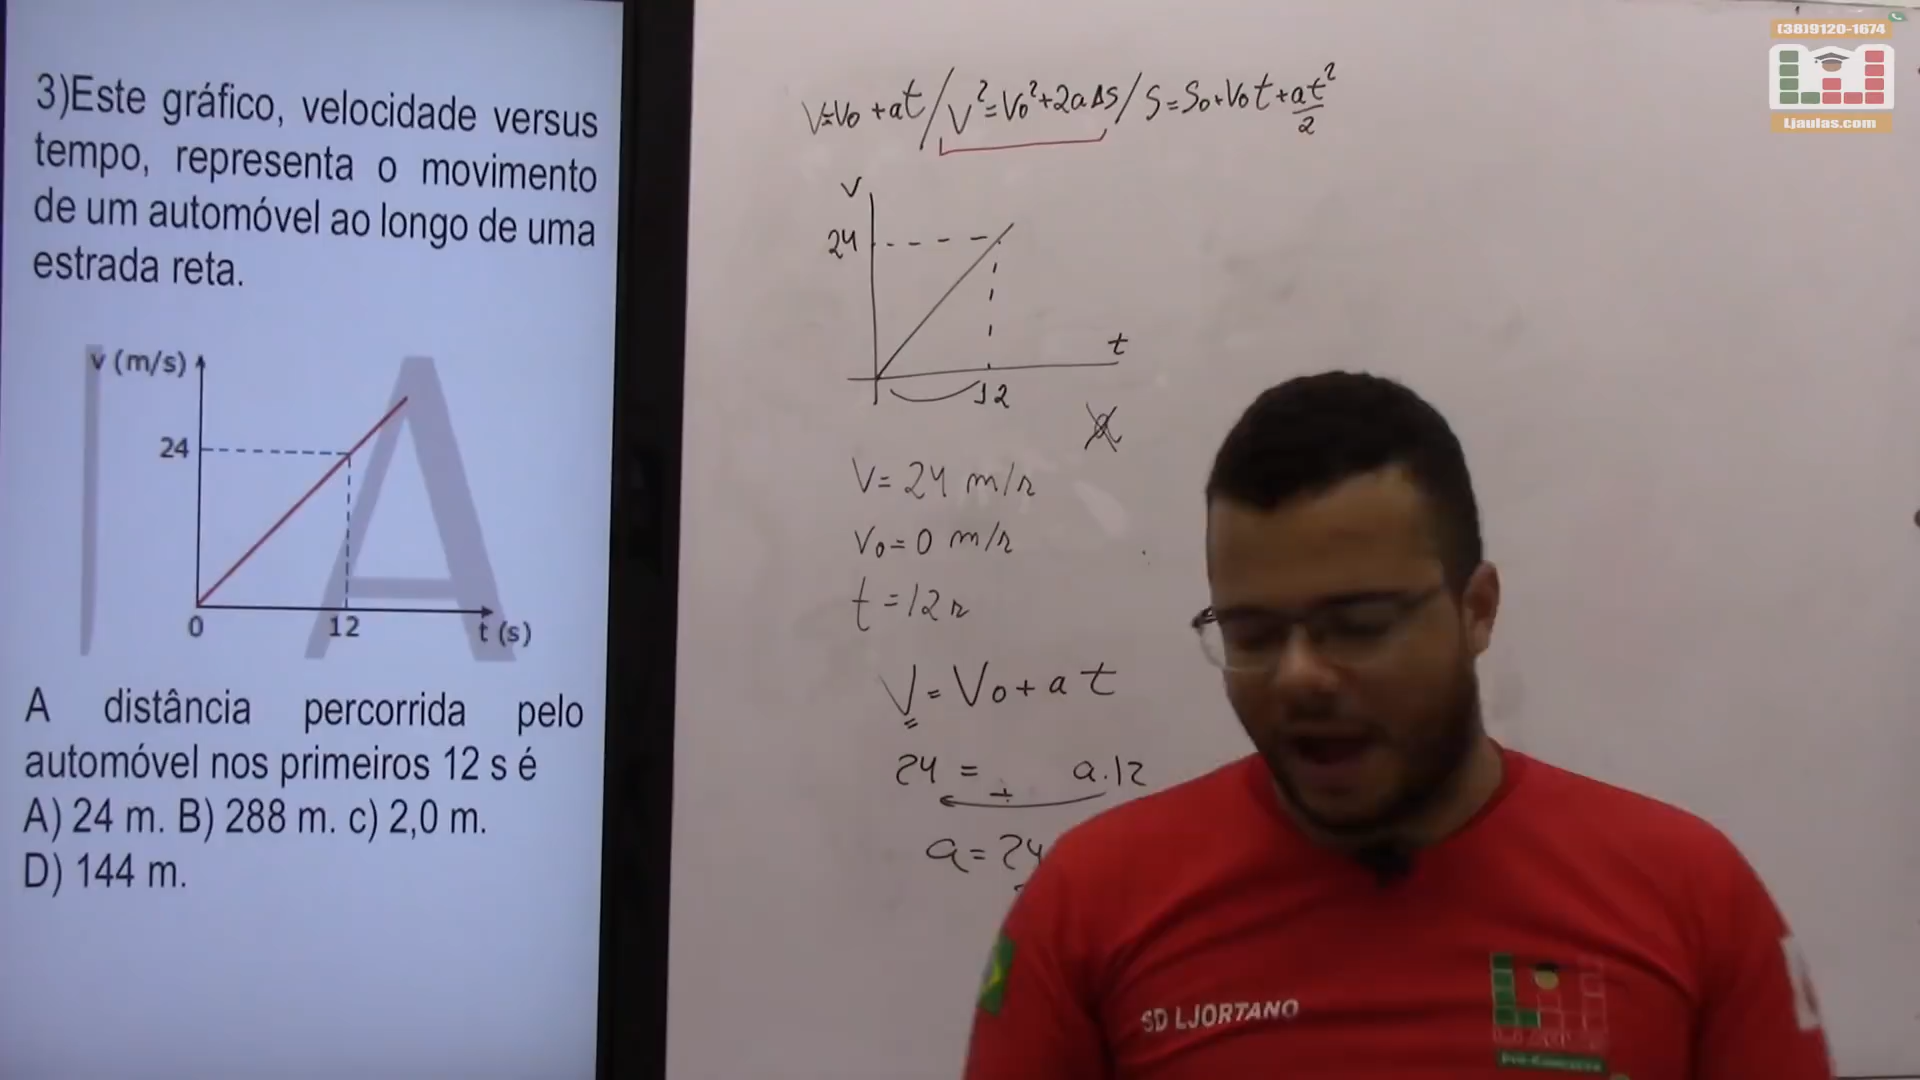 3)Este gráfico, velocidade versus
tempo, representa o movimento
de um automóvel ao longo de uma
estrada reta.
v (m/s)
24
0
12
t (s)
A distância percorrida pelo
automóvel nos primeiros 12 s é
A) 24 m. B) 288 m. c) 2,0 m.
D) 144 m.
V=V₀ + at / V²=V₀²+2aΔS / S=S₀+V₀t+at²/2
V
24
t
12
V= 24 m/s
V₀= 0 m/s
t = 12 s
V = V₀ + a t
24 = + a.12
a = 24
(38)9120-1674
Ljaulas.com
SD LJORTANO